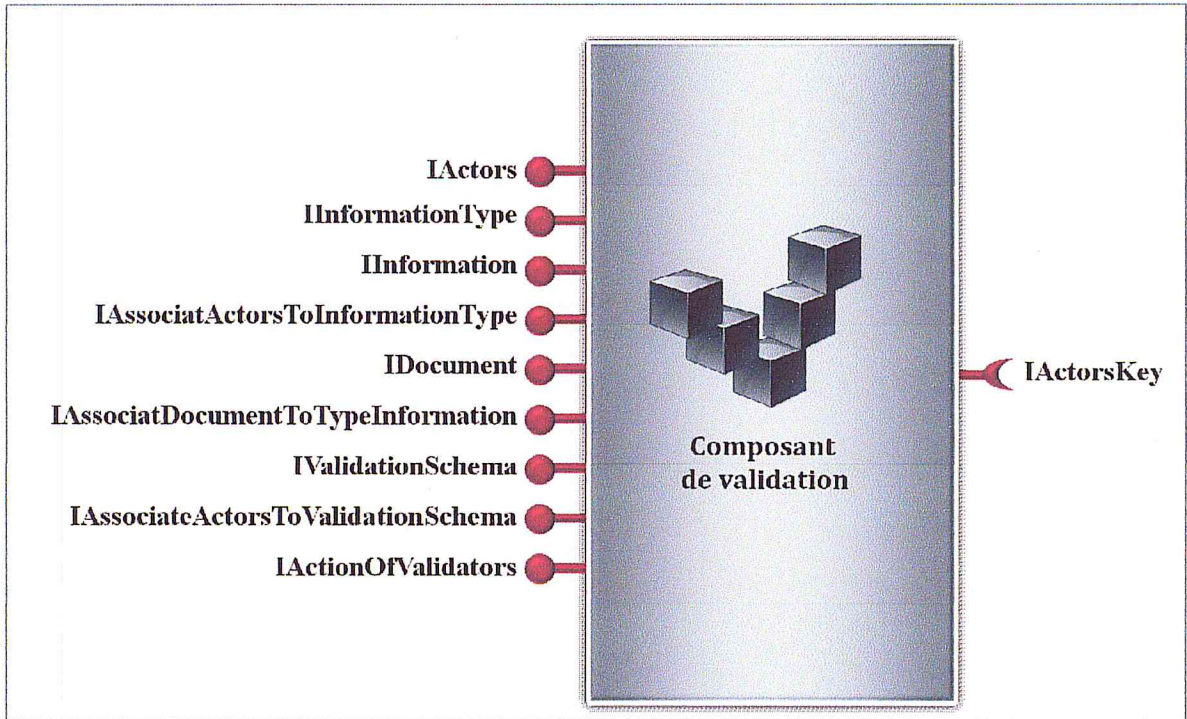 IActors
IInformationType
IInformation
IAssociatActorsToInformationType
IDocument
IAssociatDocumentToTypeInformation
IValidationSchema
IAssociateActorsToValidationSchema
IActionOfValidators
Composant
de validation
IActorsKey